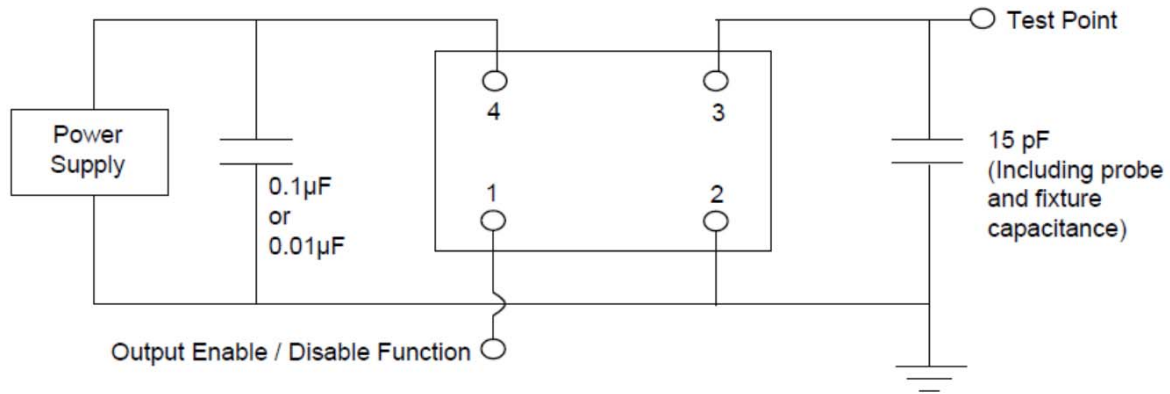 Test Point
4
3
Power
Supply
15 pF
(Including probe
and fixture
capacitance)
0.1µF
or
0.01µF
1
2
Output Enable / Disable Function